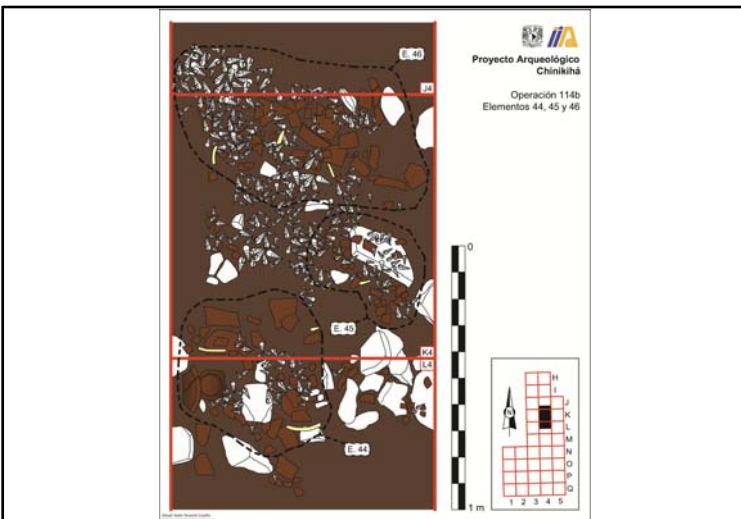 Proyecto Arqueológico
Chinikihá
Operación 114b
Elementos 44, 45 y 46
E. 46
J4
0
E. 45
K4
L4
E. 44
1 m
N
H
I
J
K
L
M
N
O
P
Q
1 2 3 4 5